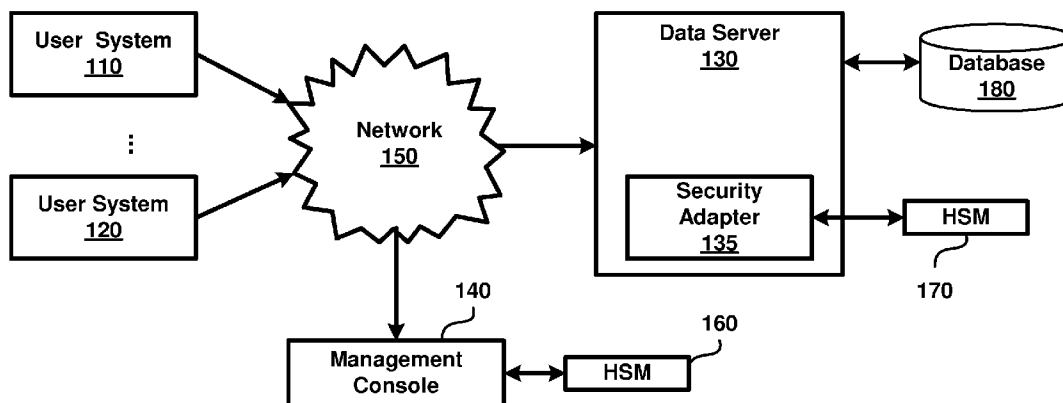 User System
110
...
User System
120
Network
150
Data Server
130
Security
Adapter
135
Database
180
HSM
170
140
Management
Console
160
HSM